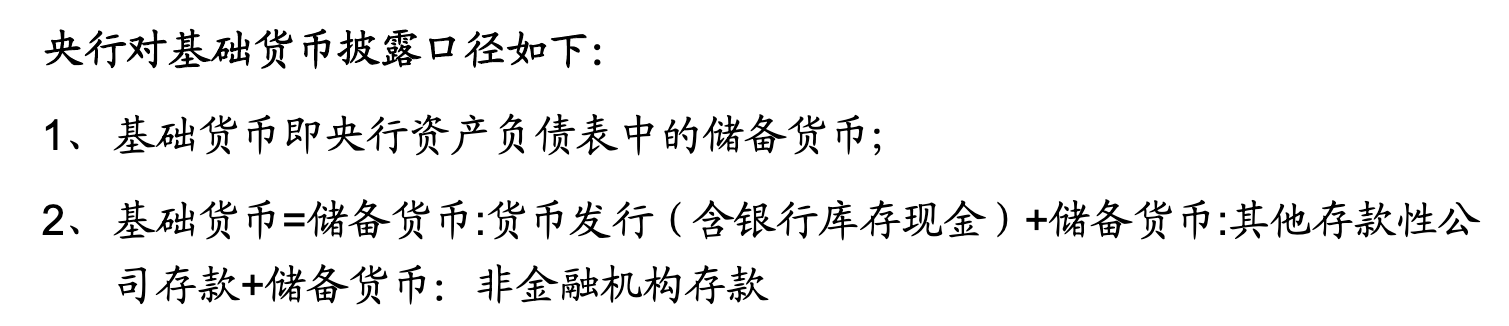 央行对基础货币披露口径如下：
1、 基础货币即央行资产负债表中的储备货币；
2、 基础货币=储备货币:货币发行（含银行库存现金）+储备货币:其他存款性公
司存款+储备货币：非金融机构存款